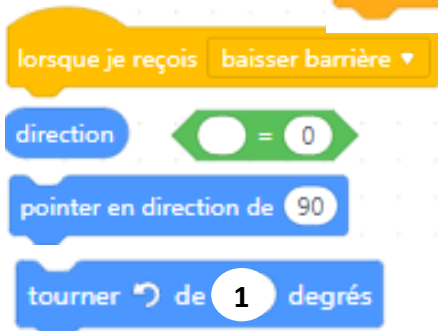 lorsque je reçois baisser barrière
direction = 0
pointer en direction de 90
tourner de 1 degrés